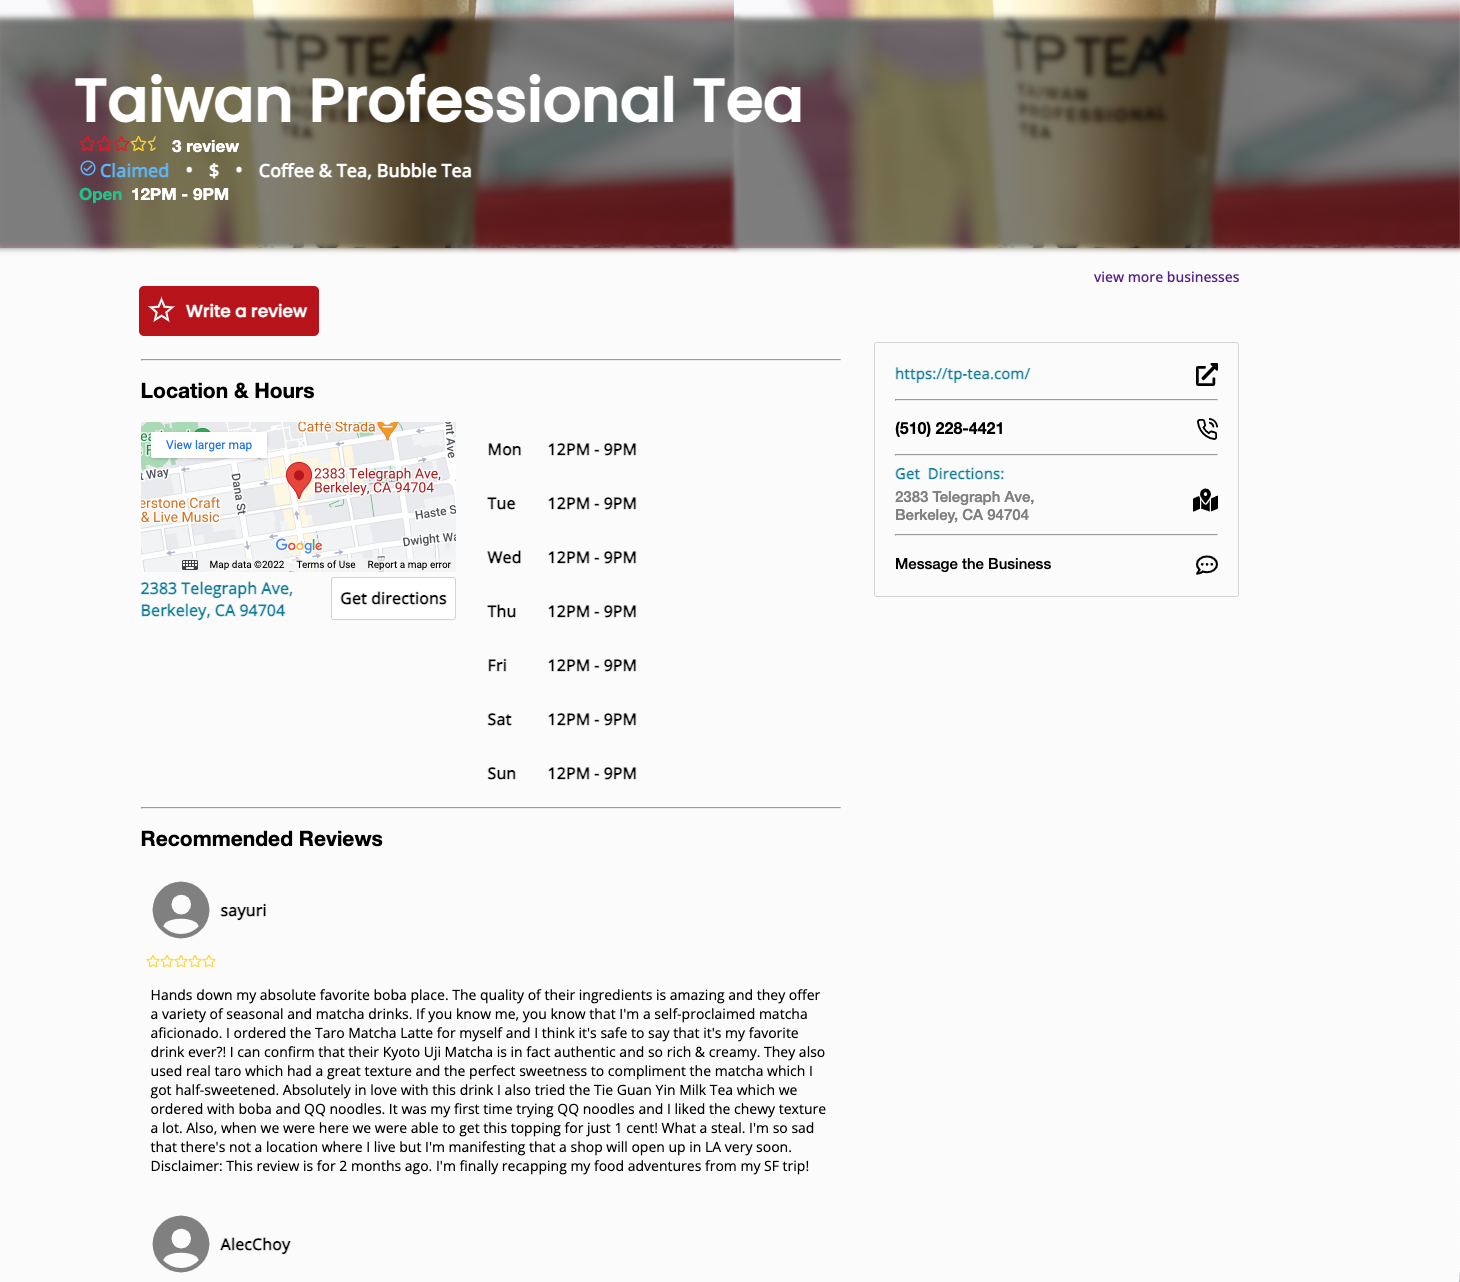 TP TEA
TAIWAN
PROFESSIONAL
TEA
TP TEA
TAIWAN
PROFESSIONAL
TEA
Taiwan Professional Tea
3 review
Claimed • $ • Coffee & Tea, Bubble Tea
Open 12PM - 9PM
view more businesses
Write a review
https://tp-tea.com/
(510) 228-4421
Get Directions:
2383 Telegraph Ave,
Berkeley, CA 94704
Message the Business
Location & Hours
Caffè Strada
View larger map
2383 Telegraph Ave,
Berkeley, CA 94704
Dana St
erstone Craft
& Live Music
Haste S
Dwight Wa
t Way
nt Ave
Google
Map data ©2022 Terms of Use Report a map error
2383 Telegraph Ave,
Berkeley, CA 94704
Get directions
Mon 12PM - 9PM
Tue 12PM - 9PM
Wed 12PM - 9PM
Thu 12PM - 9PM
Fri 12PM - 9PM
Sat 12PM - 9PM
Sun 12PM - 9PM
Recommended Reviews
sayuri
Hands down my absolute favorite boba place. The quality of their ingredients is amazing and they offer
a variety of seasonal and matcha drinks. If you know me, you know that I'm a self-proclaimed matcha
aficionado. I ordered the Taro Matcha Latte for myself and I think it's safe to say that it's my favorite
drink ever?! I can confirm that their Kyoto Uji Matcha is in fact authentic and so rich & creamy. They also
used real taro which had a great texture and the perfect sweetness to compliment the matcha which I
got half-sweetened. Absolutely in love with this drink I also tried the Tie Guan Yin Milk Tea which we
ordered with boba and QQ noodles. It was my first time trying QQ noodles and I liked the chewy texture
a lot. Also, when we were here we were able to get this topping for just 1 cent! What a steal. I'm so sad
that there's not a location where I live but I'm manifesting that a shop will open up in LA very soon.
Disclaimer: This review is for 2 months ago. I'm finally recapping my food adventures from my SF trip!
AlecChoy